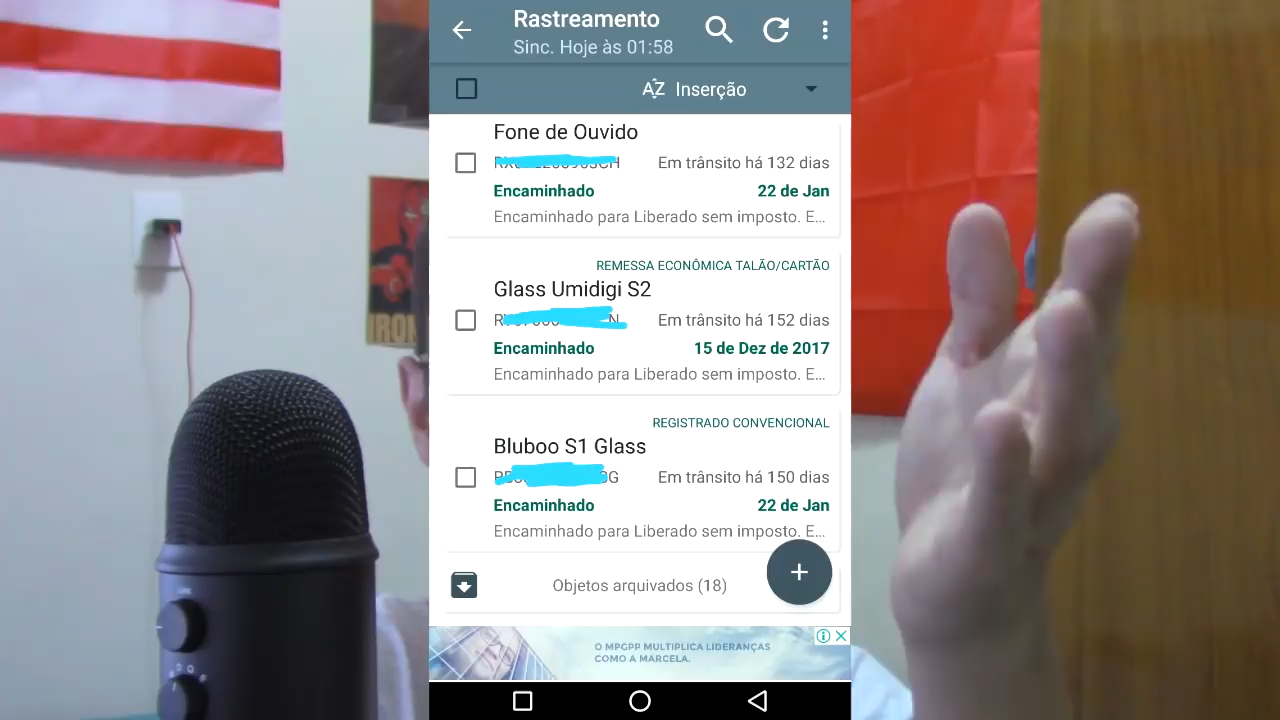 Rastreamento
Sinc. Hoje às 01:58
AZ Inserção
Fone de Ouvido
Em trânsito há 132 dias
Encaminhado 22 de Jan
Encaminhado para Liberado sem imposto. E...
REMESSA ECONÔMICA TALÃO/CARTÃO
Glass Umidigi S2
Em trânsito há 152 dias
Encaminhado 15 de Dez de 2017
Encaminhado para Liberado sem imposto. E...
REGISTRADO CONVENCIONAL
Bluboo S1 Glass
Em trânsito há 150 dias
Encaminhado 22 de Jan
Encaminhado para Liberado sem imposto. E...
Objetos arquivados (18)
O MPGPP MULTIPLICA LIDERANÇAS
COMO A MARCELA.
IRON